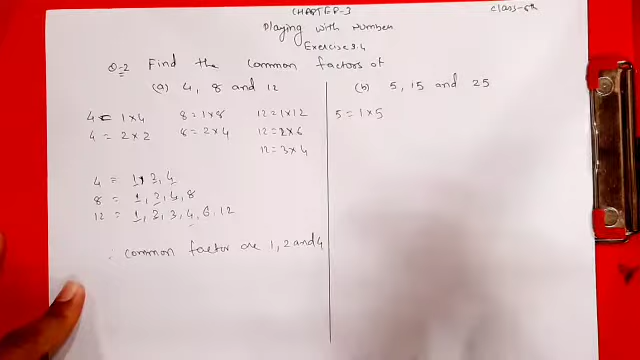 CHAPTER-3
Class-6th
Playing with Number
Exercise 3.4
Q-2 Find the common factors of
(a) 4, 8 and 12
4 = 1×4 8=1×8 12=1×12
4 = 2×2 8=2×4 12=2×6
12=3×4
4 = 1, 2, 4
8 = 1, 2, 4, 8
12 = 1, 2, 3, 4, 6, 12
∴ common factor are 1, 2 and 4
(b) 5, 15 and 25
5=1×5